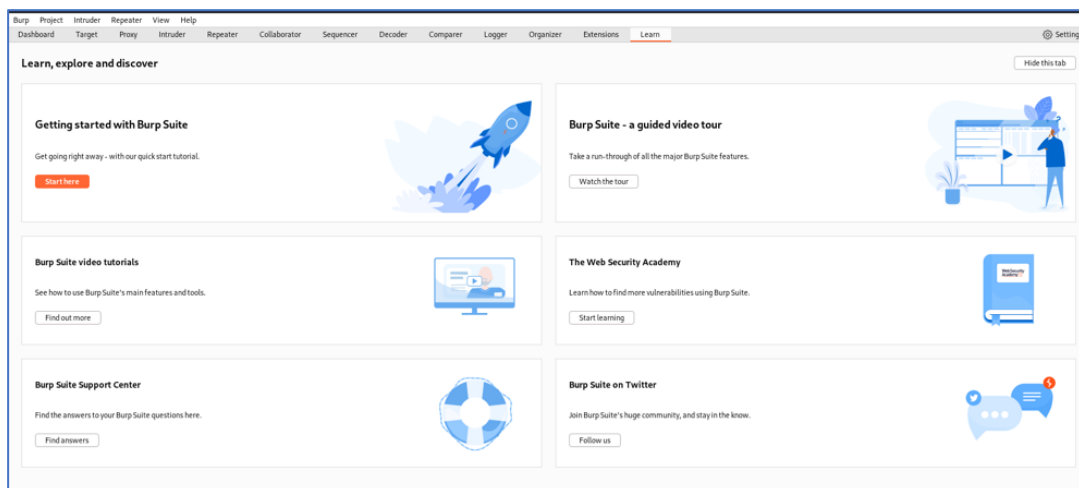 Burp Project Intruder Repeater View Help
Dashboard Target Proxy Intruder Repeater Collaborator Sequencer Decoder Comparer Logger Organizer Extensions Learn Setting
Learn, explore and discover Hide this tab
Getting started with Burp Suite
Get going right away - with our quick start tutorial.
Start here
Burp Suite - a guided video tour
Take a run-through of all the major Burp Suite features.
Watch the tour
Burp Suite video tutorials
See how to use Burp Suite's main features and tools.
Find out more
The Web Security Academy
Learn how to find more vulnerabilities using Burp Suite.
Start learning
WebSecurity
Academy
Burp Suite Support Center
Find the answers to your Burp Suite questions here.
Find answers
Burp Suite on Twitter
Join Burp Suite's huge community, and stay in the know.
Follow us